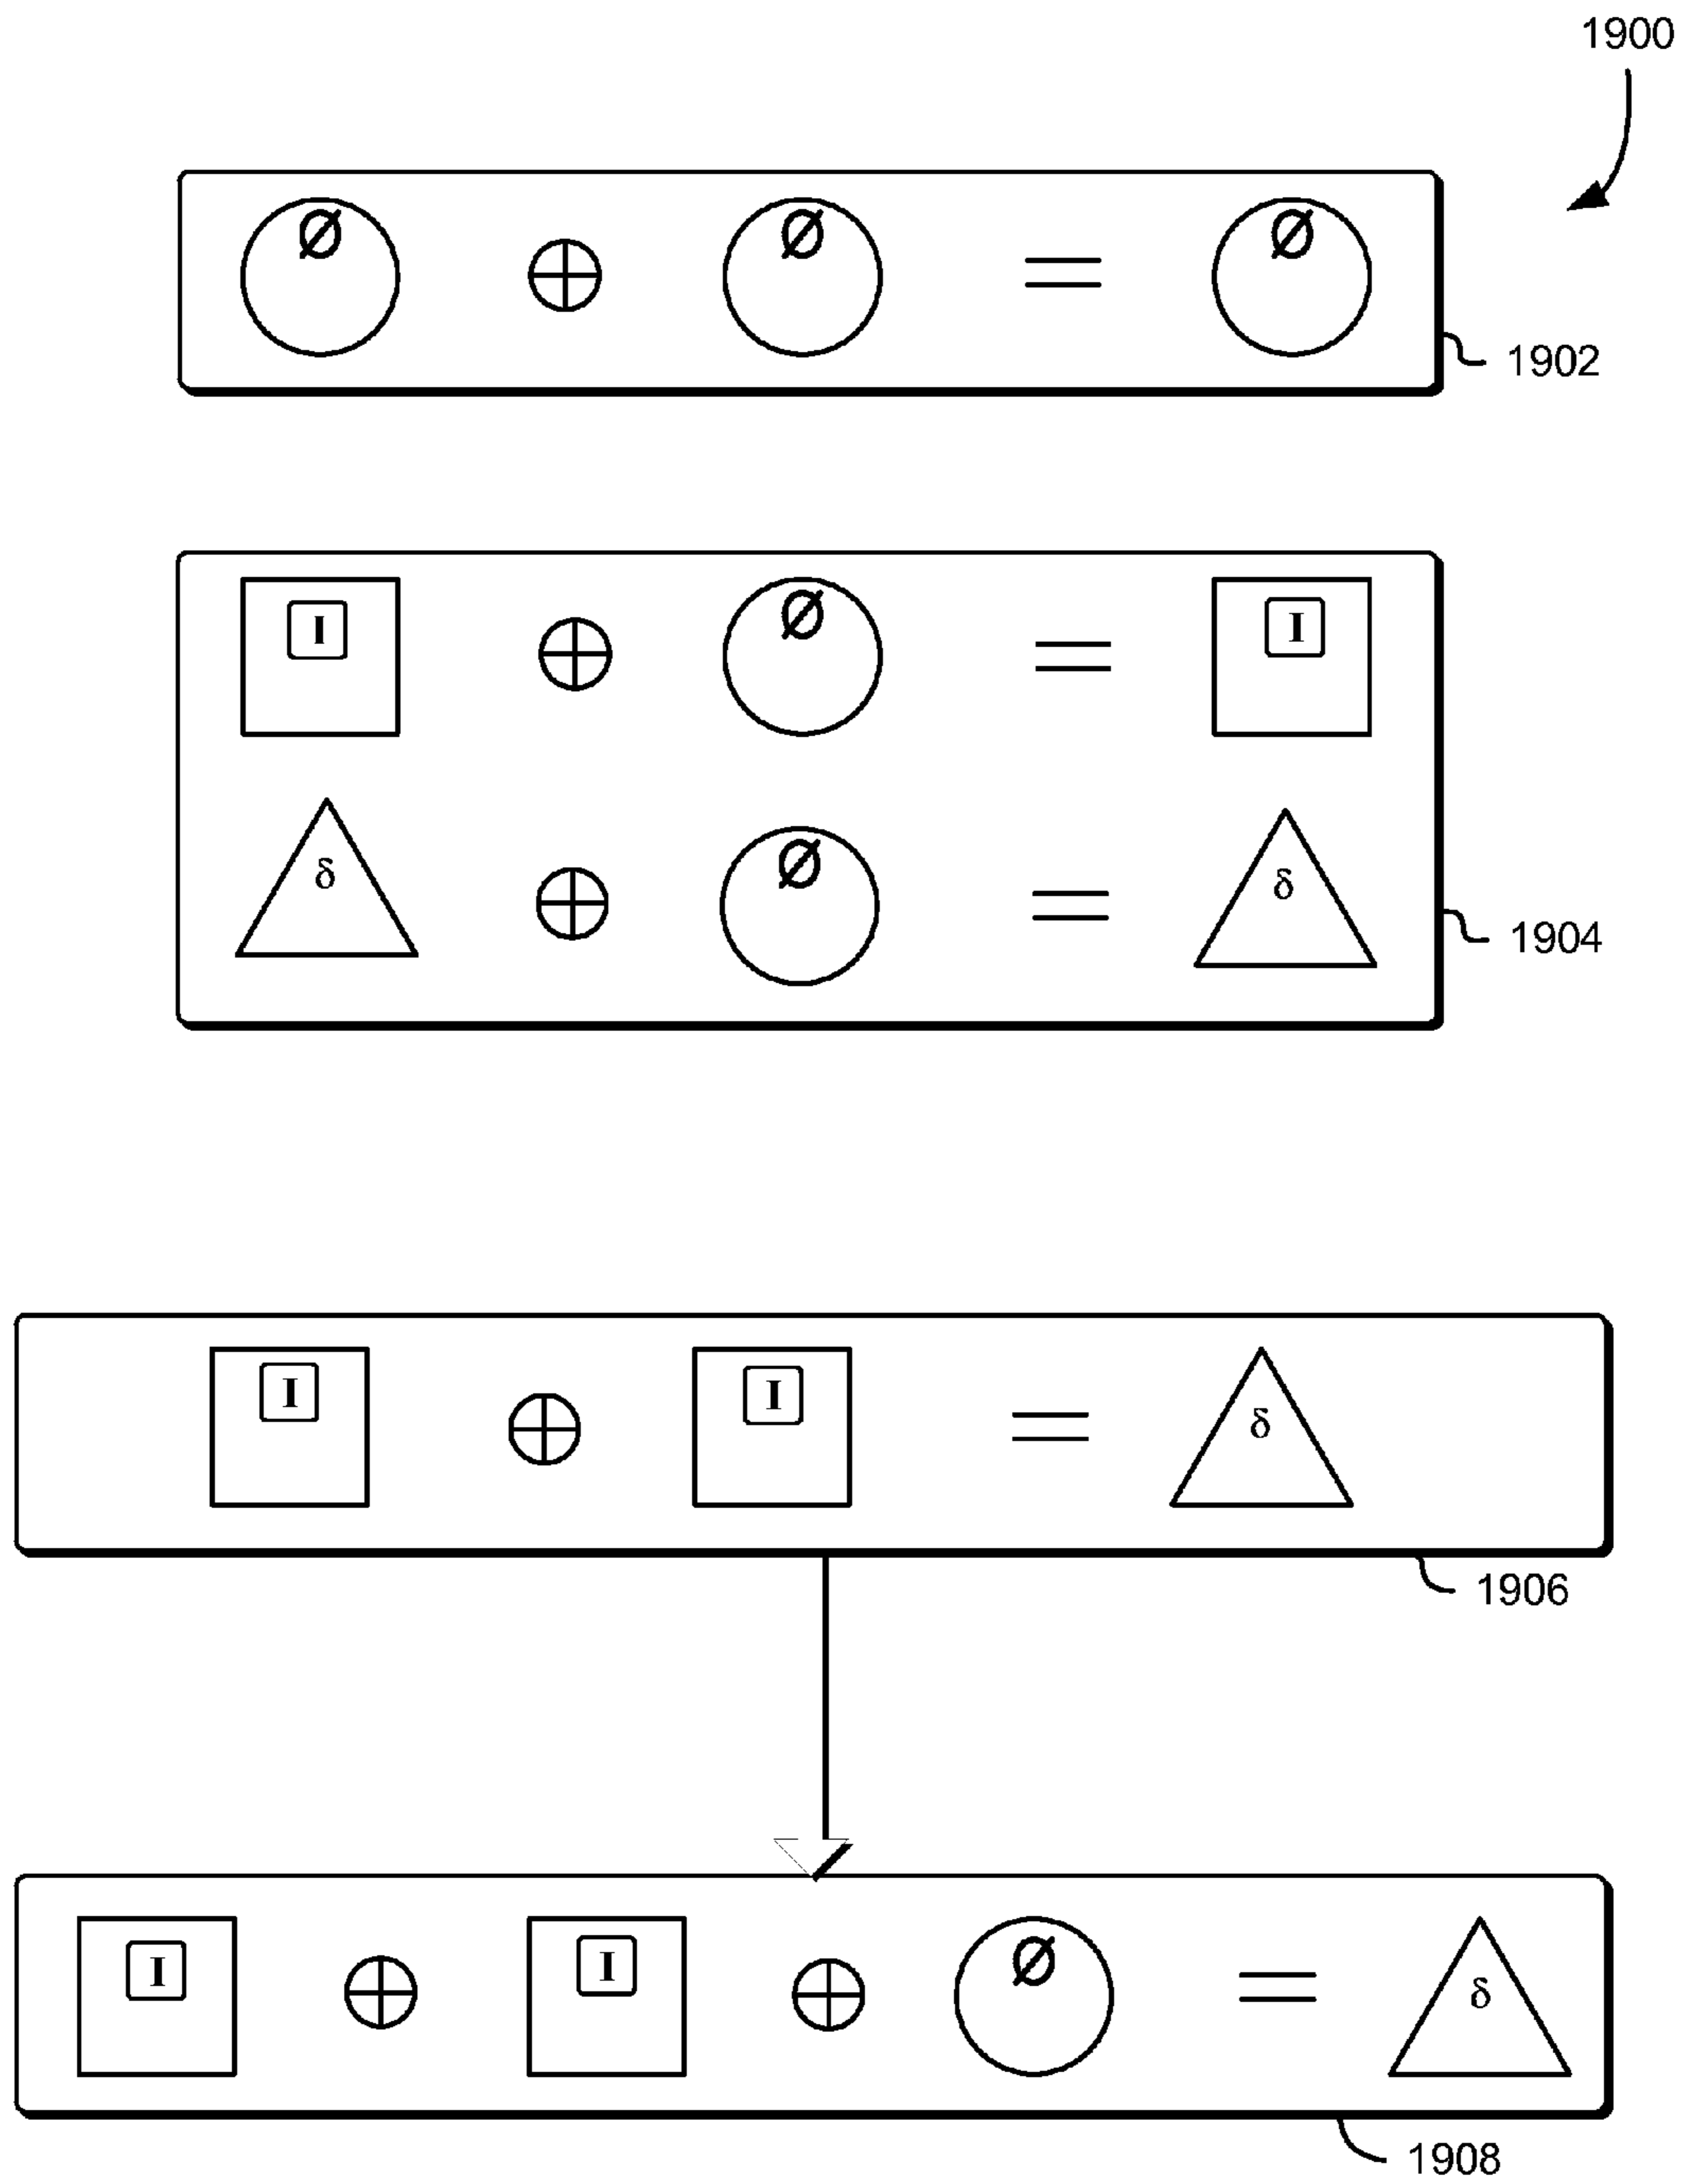 1900
Ø ⊕ Ø = Ø
1902
I ⊕ Ø = I
δ ⊕ Ø = δ
1904
I ⊕ I = δ
1906
I ⊕ I ⊕ Ø = δ
1908